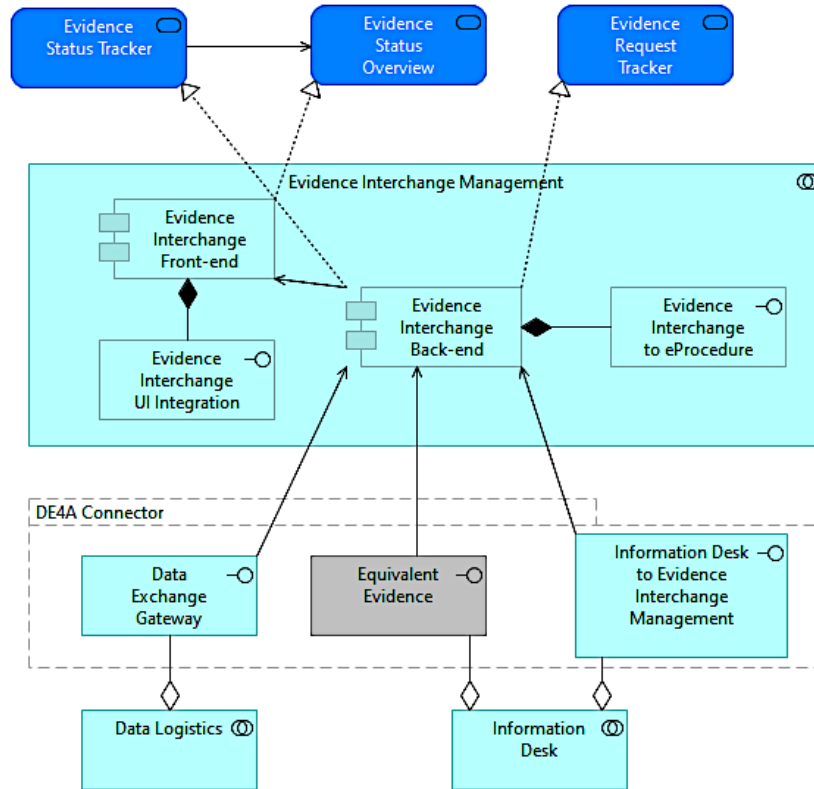 Evidence
Status Tracker
Evidence
Status
Overview
Evidence
Request
Tracker
Evidence Interchange Management
Evidence
Interchange
Front-end
Evidence
Interchange
Back-end
Evidence
Interchange
to eProcedure
Evidence
Interchange
UI Integration
DE4A Connector
Data
Exchange
Gateway
Equivalent
Evidence
Information Desk
to Evidence
Interchange
Management
Data Logistics
Information
Desk